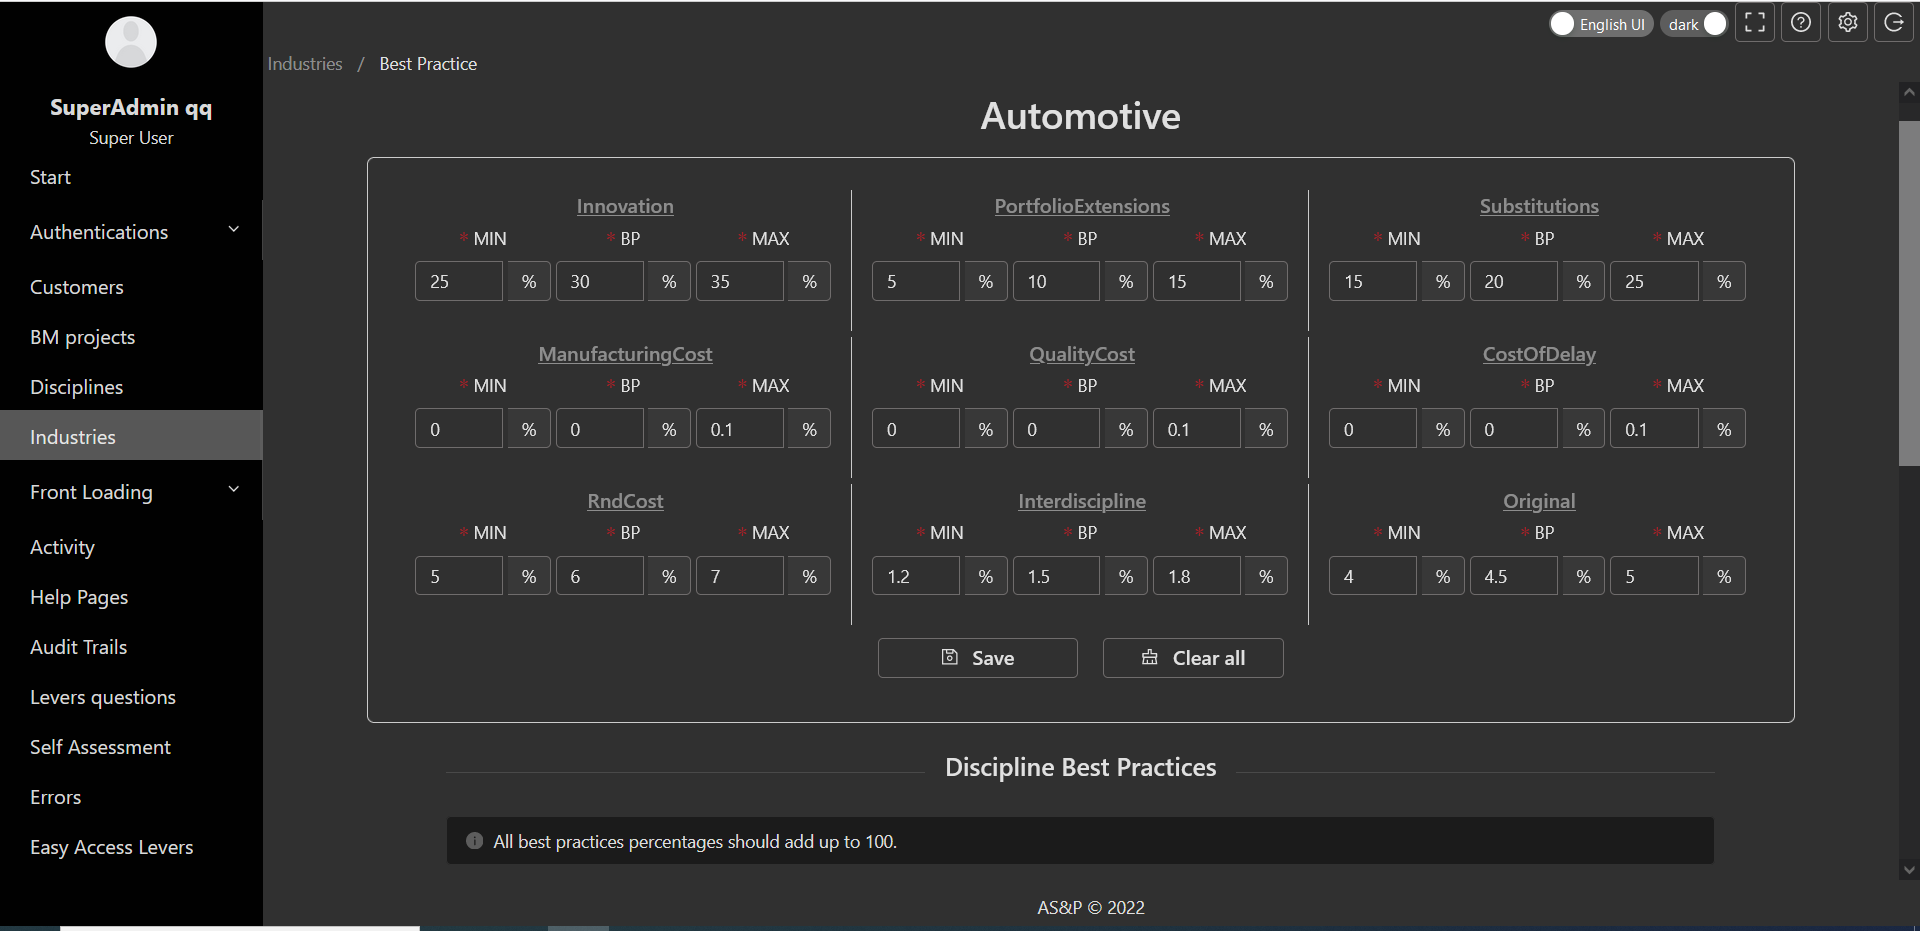 English UI
dark
Industries / Best Practice
SuperAdmin qq
Super User
Start
Authentications
Customers
BM projects
Disciplines
Industries
Front Loading
Activity
Help Pages
Audit Trails
Levers questions
Self Assessment
Errors
Easy Access Levers
Automotive
Innovation
* MIN * BP * MAX
25 % 30 % 35 %
PortfolioExtensions
* MIN * BP * MAX
5 % 10 % 15 %
Substitutions
* MIN * BP * MAX
15 % 20 % 25 %
ManufacturingCost
* MIN * BP * MAX
0 % 0 % 0.1 %
QualityCost
* MIN * BP * MAX
0 % 0 % 0.1 %
CostOfDelay
* MIN * BP * MAX
0 % 0 % 0.1 %
RndCost
* MIN * BP * MAX
5 % 6 % 7 %
Interdiscipline
* MIN * BP * MAX
1.2 % 1.5 % 1.8 %
Original
* MIN * BP * MAX
4 % 4.5 % 5 %
Save
Clear all
Discipline Best Practices
All best practices percentages should add up to 100.
AS&P © 2022